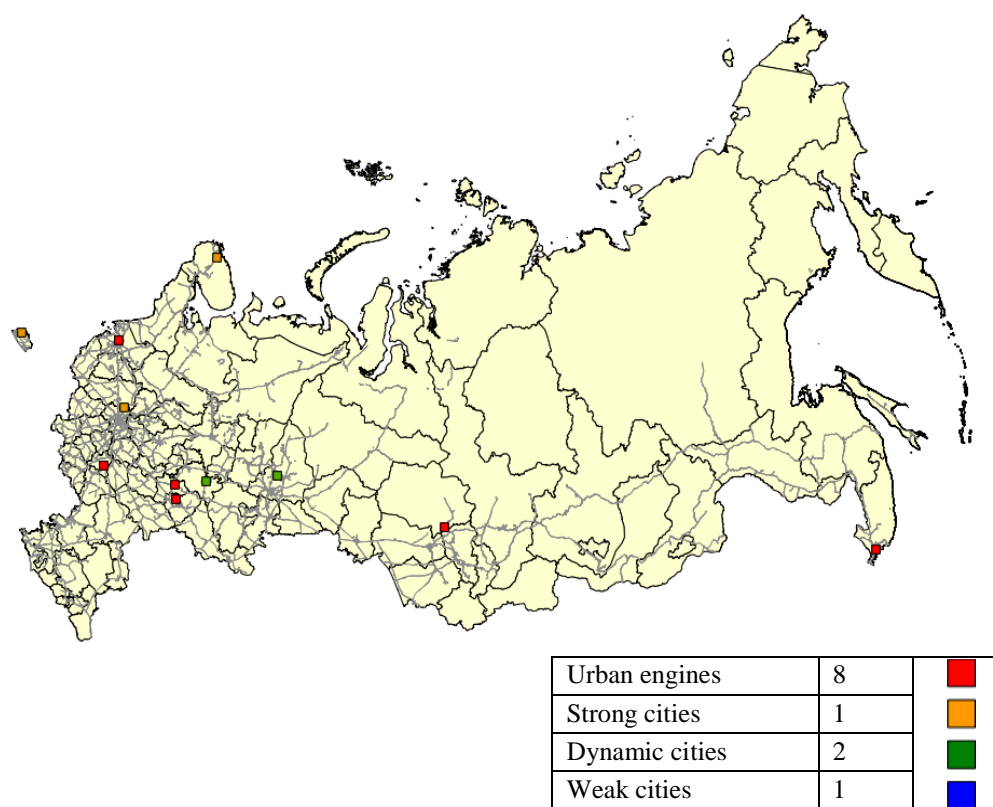 Urban engines 8
Strong cities 1
Dynamic cities 2
Weak cities 1